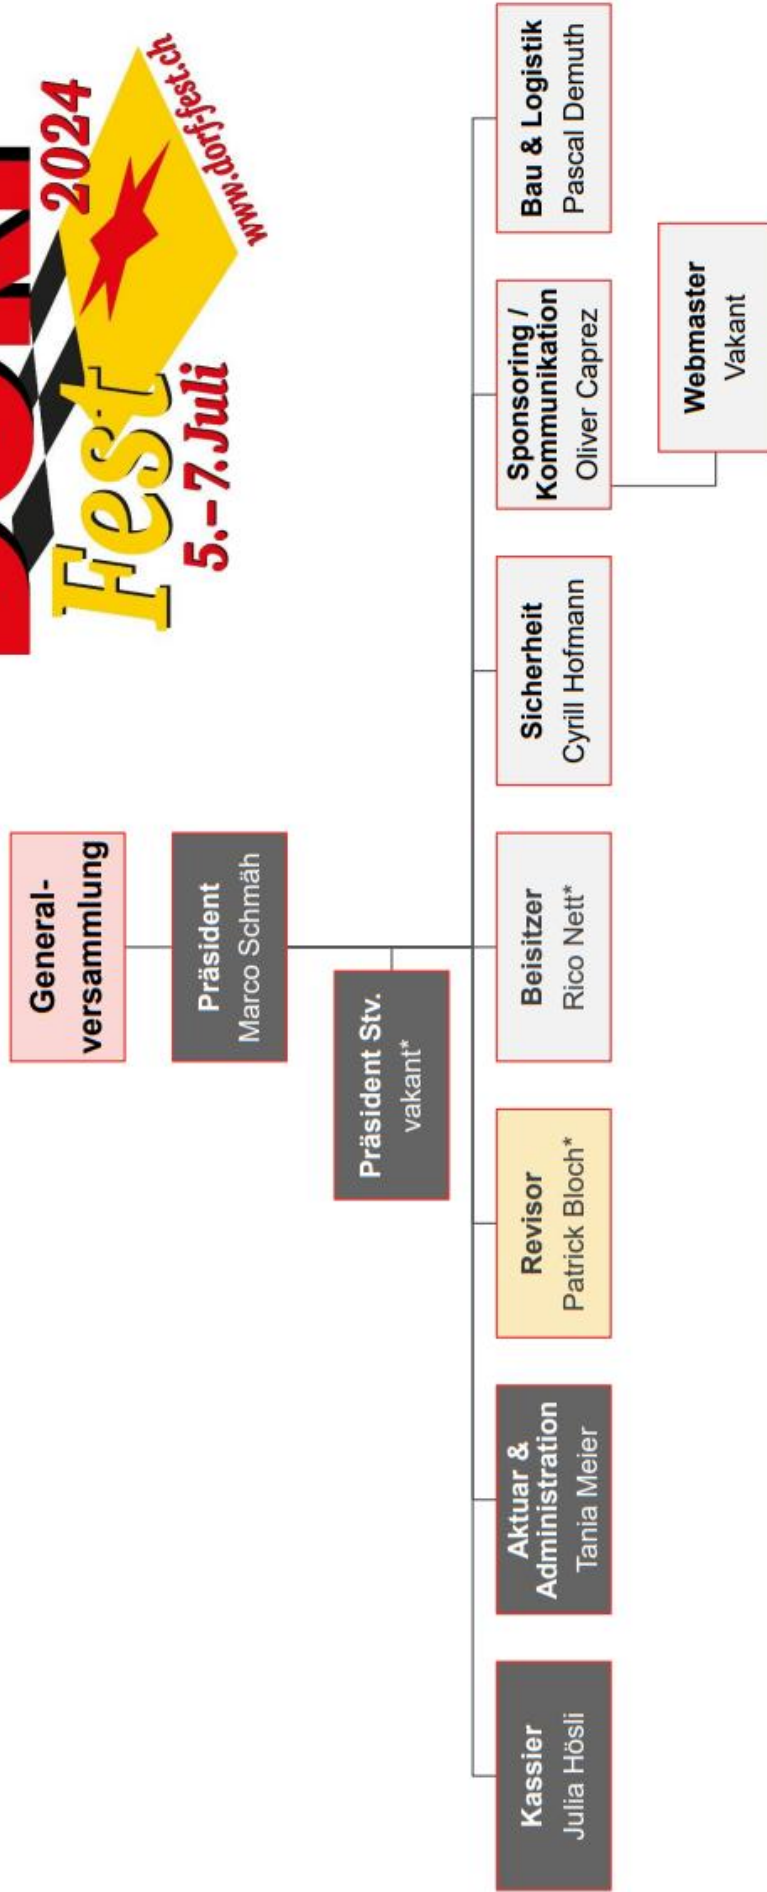 2024
Fest
5.–7. Juli
www.dorf-fest.ch
General-
versammlung
Präsident
Marco Schmäh
Präsident Stv.
vakant*
Kassier
Julia Hösli
Aktuar &
Administration
Tania Meier
Revisor
Patrick Bloch*
Beisitzer
Rico Nett*
Sicherheit
Cyrill Hofmann
Sponsoring /
Kommunikation
Oliver Caprez
Bau & Logistik
Pascal Demuth
Webmaster
Vakant